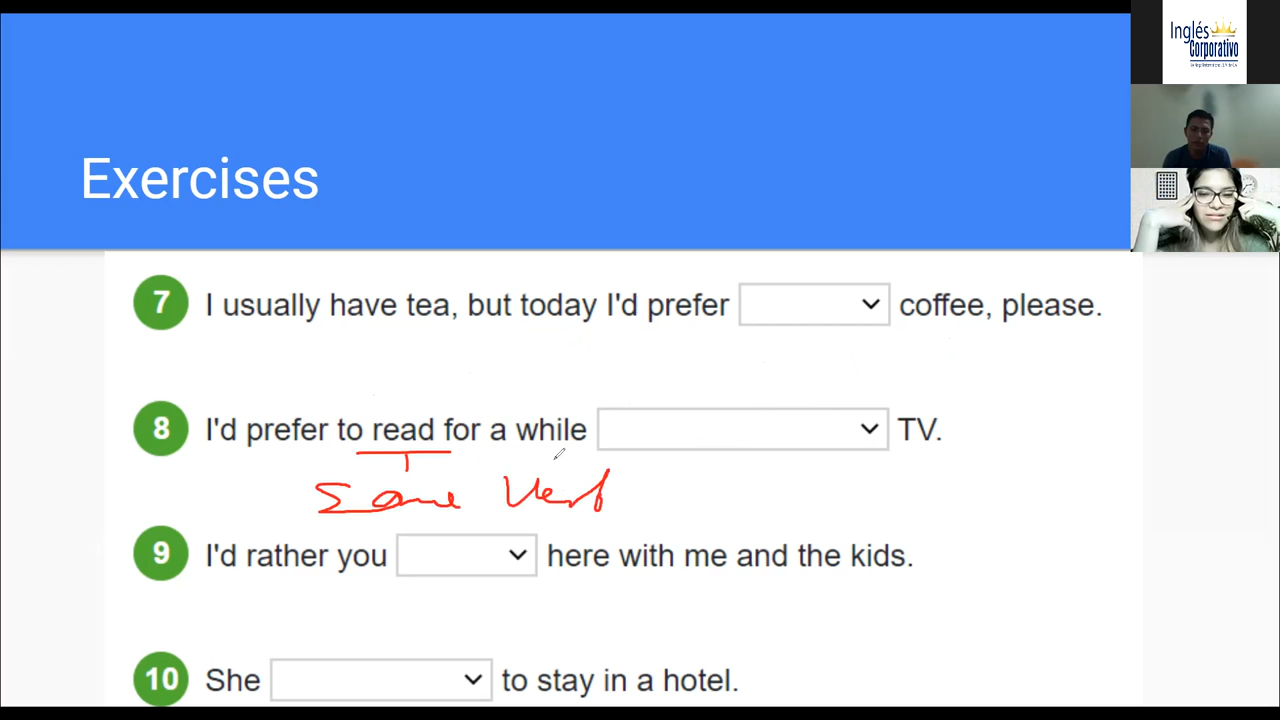 Inglés
Corporativo
Exercises
7 I usually have tea, but today I'd prefer coffee, please.
8 I'd prefer to read for a while TV.
Same Verb
9 I'd rather you here with me and the kids.
10 She to stay in a hotel.